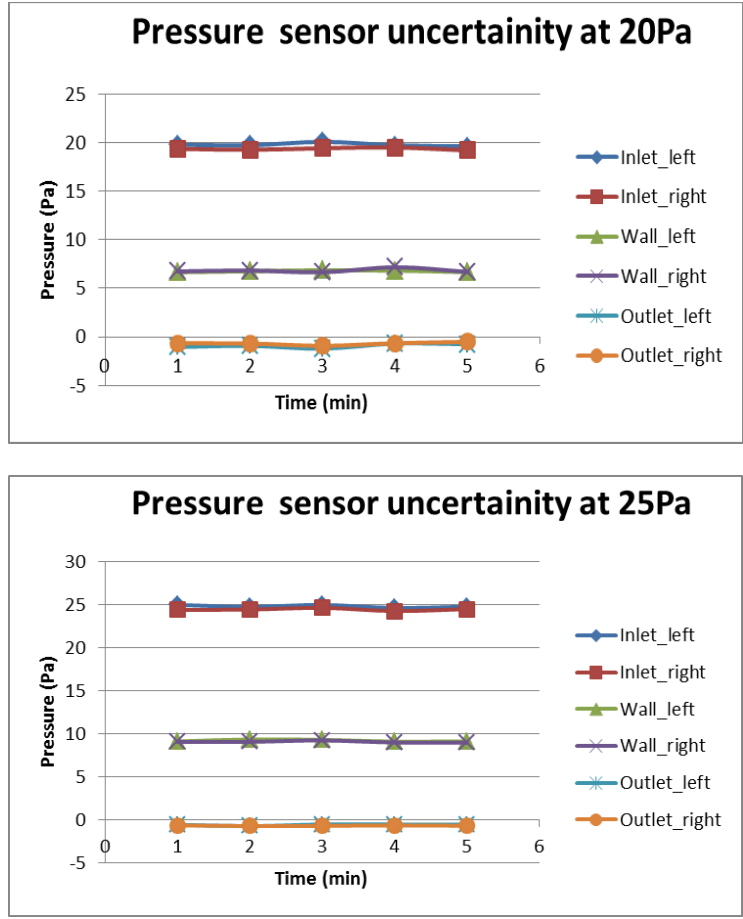 Pressure sensor uncertainity at 20Pa
25
20
15
10
5
0
-5
Pressure (Pa)
0 1 2 3 4 5 6
Time (min)
Inlet_left
Inlet_right
Wall_left
Wall_right
Outlet_left
Outlet_right
Pressure sensor uncertainity at 25Pa
30
25
20
15
10
5
0
-5
Pressure (Pa)
0 1 2 3 4 5 6
Time (min)
Inlet_left
Inlet_right
Wall_left
Wall_right
Outlet_left
Outlet_right